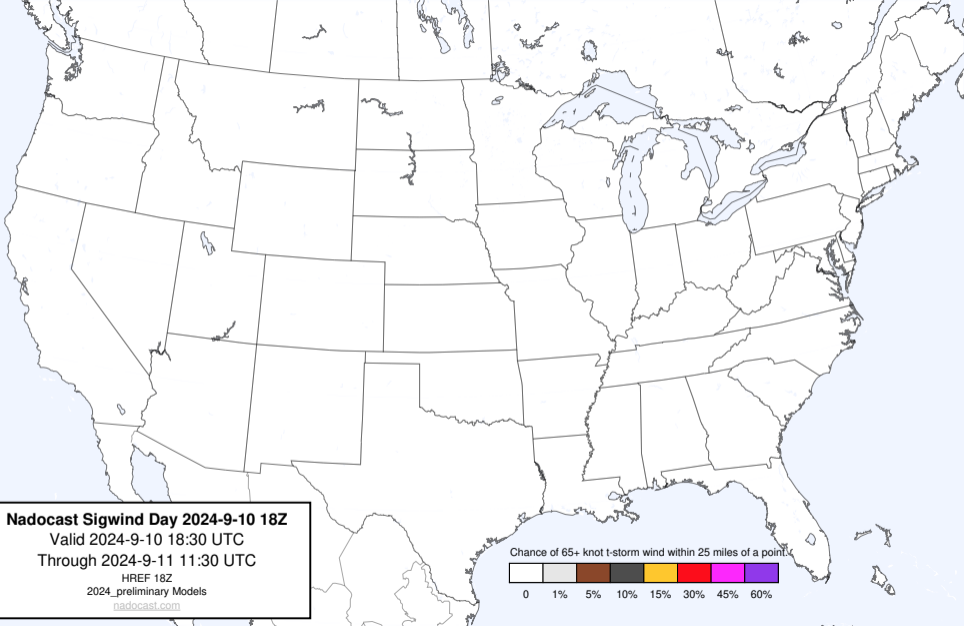 Nadocast Sigwind Day 2024-9-10 18Z
Valid 2024-9-10 18:30 UTC
Through 2024-9-11 11:30 UTC
HREF 18Z
2024_preliminary Models
nadocast.com
Chance of 65+ knot t-storm wind within 25 miles of a point.
0 1% 5% 10% 15% 30% 45% 60%